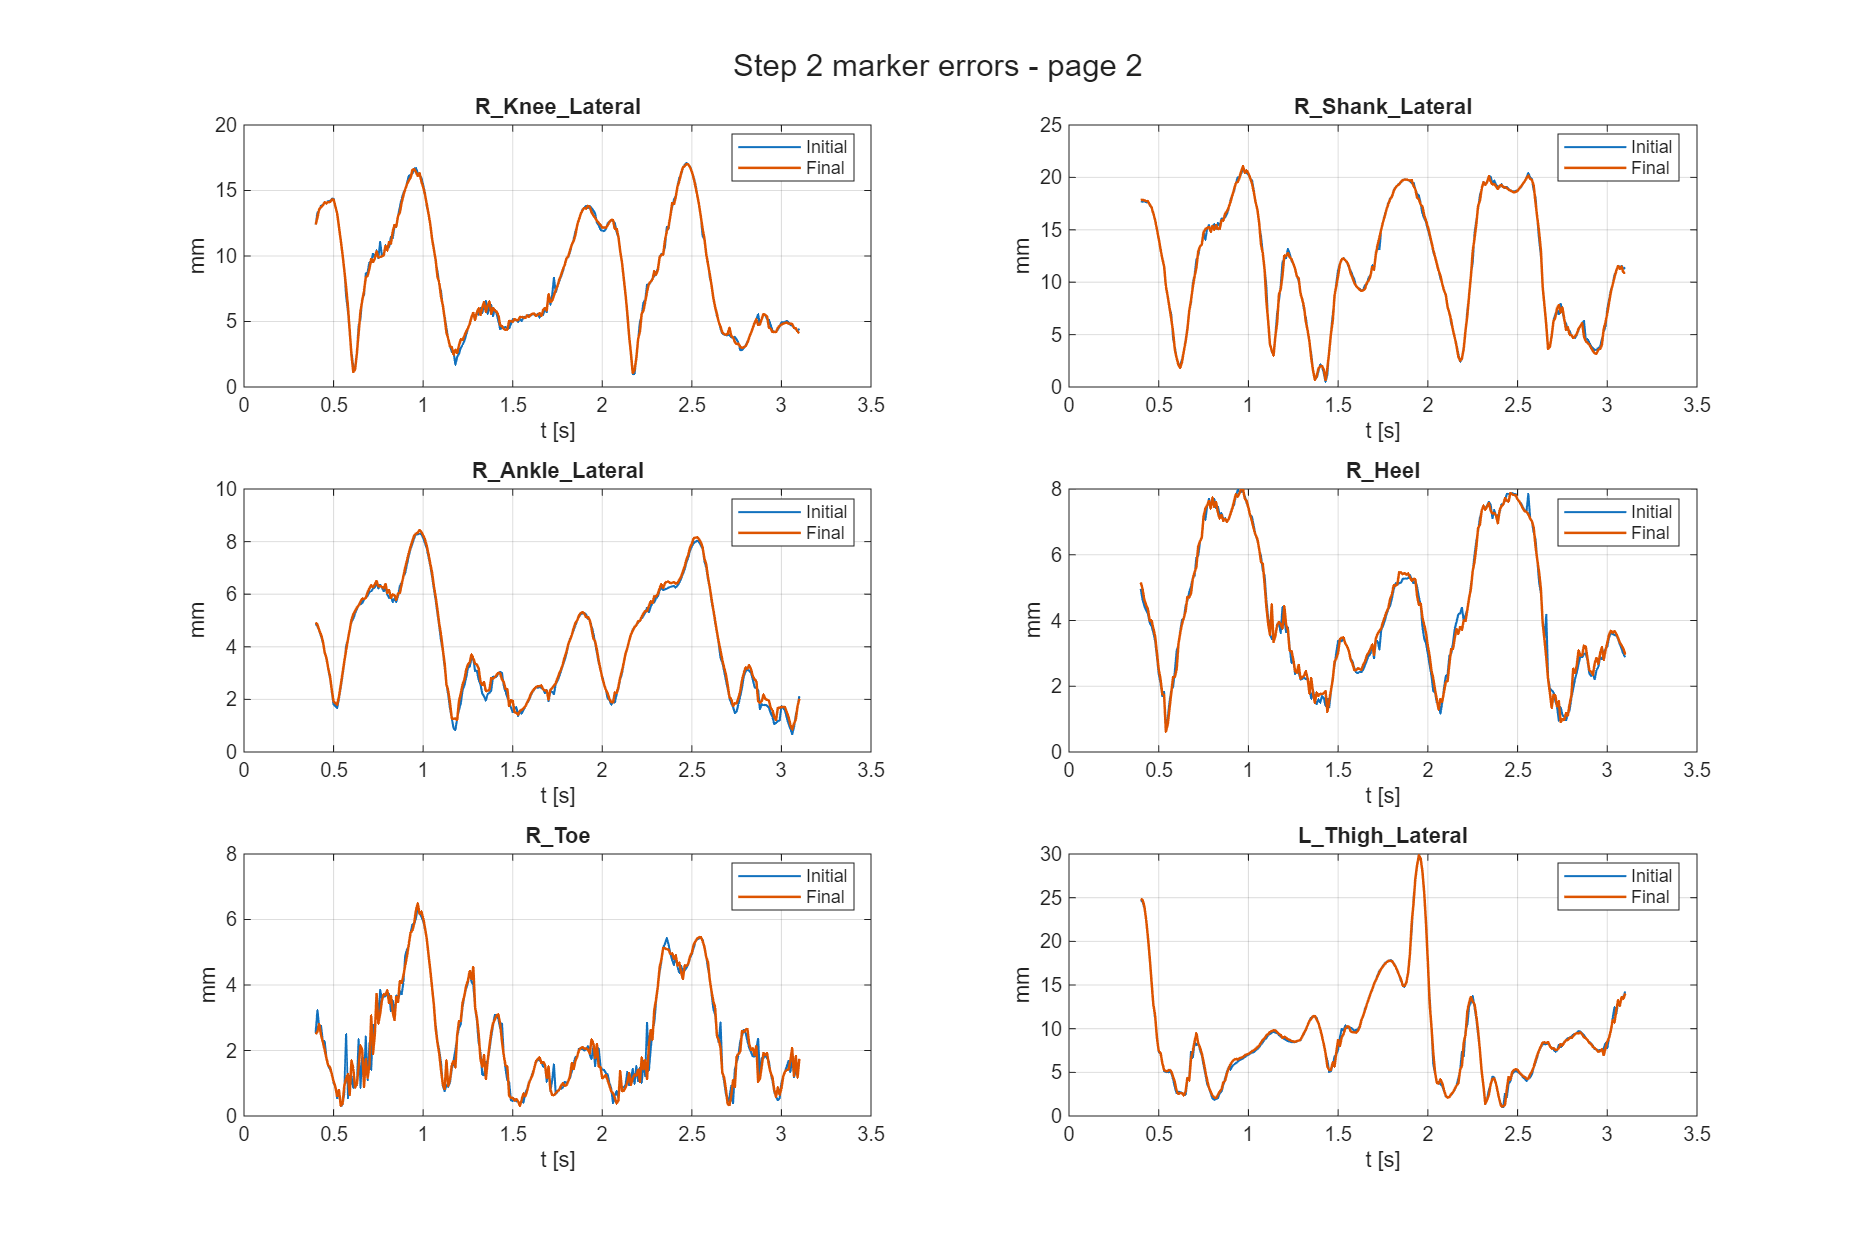 Step 2 marker errors - page 2
R_Knee_Lateral
20
15
10
5
0
mm
0 0.5 1 1.5 2 2.5 3 3.5
t [s]
Initial
Final
R_Shank_Lateral
25
20
15
10
5
0
mm
0 0.5 1 1.5 2 2.5 3 3.5
t [s]
Initial
Final
R_Ankle_Lateral
10
8
6
4
2
0
mm
0 0.5 1 1.5 2 2.5 3 3.5
t [s]
Initial
Final
R_Heel
8
6
4
2
0
mm
0 0.5 1 1.5 2 2.5 3 3.5
t [s]
Initial
Final
R_Toe
8
6
4
2
0
mm
0 0.5 1 1.5 2 2.5 3 3.5
t [s]
Initial
Final
L_Thigh_Lateral
30
25
20
15
10
5
0
mm
0 0.5 1 1.5 2 2.5 3 3.5
t [s]
Initial
Final